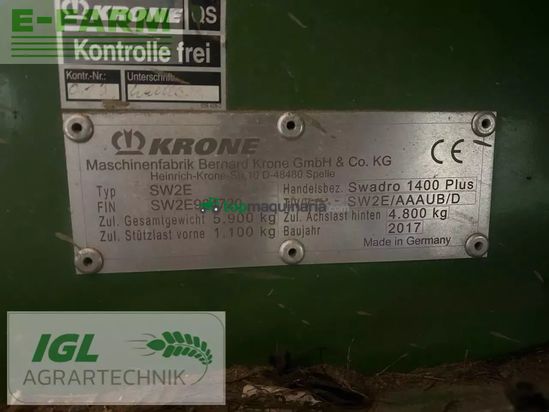 E-FARM
KRONE QS
Kontrolle frei
Kontr.-Nr.: Unterschrift
KRONE CE
Maschinenfabrik Bernard Krone GmbH & Co. KG
Heinrich-Krone-Str. 10 D-48480 Spelle
Typ SW2E Handelsbez. Swadro 1400 Plus
FIN SW2E SW2E/AAAUB/D
topmaquinaria
Zul. Gesamtgewicht 5.900 kg Zul. Achslast hinten 4.800 kg
Zul. Stützlast vorne 1.100 kg Baujahr 2017
Made in Germany
IGL
AGRARTECHNIK